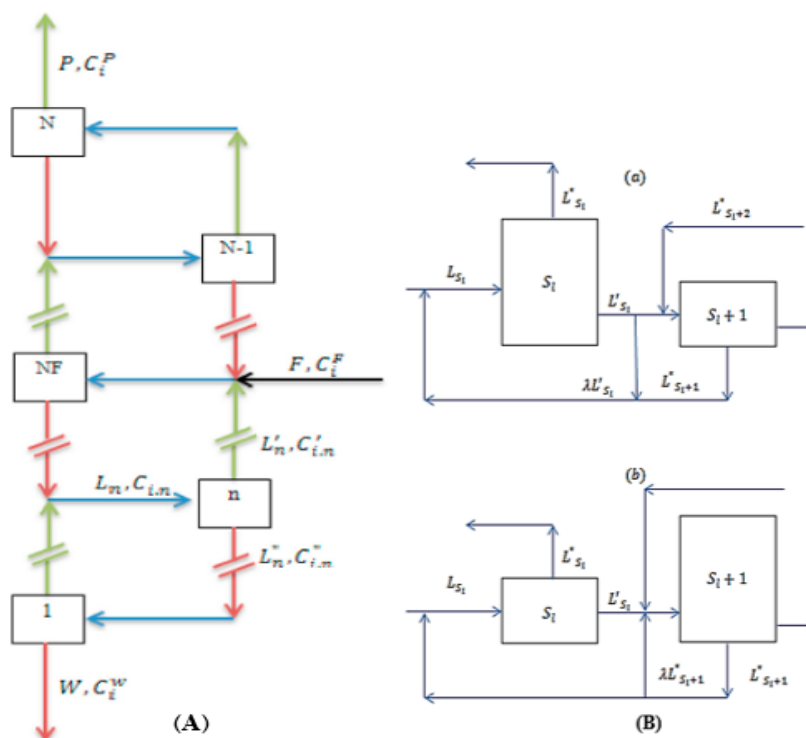 P, C_i^P
N
N-1
NF
F, C_i^F
L'_n, C'_{i.n}
L_n, C_{i.n}
n
L"_n, C"_{i.n}
1
W, C_i^w
(A)
(a)
L"_{S_l}
L"_{S_l+2}
L_{S_l}
S_l
L'_{S_l}
S_l + 1
λL'_{S_l}
L"_{S_l+1}
(b)
L"_{S_l}
L_{S_l}
S_l
L'_{S_l}
S_l + 1
λL"_{S_l+1}
L"_{S_l+1}
(B)